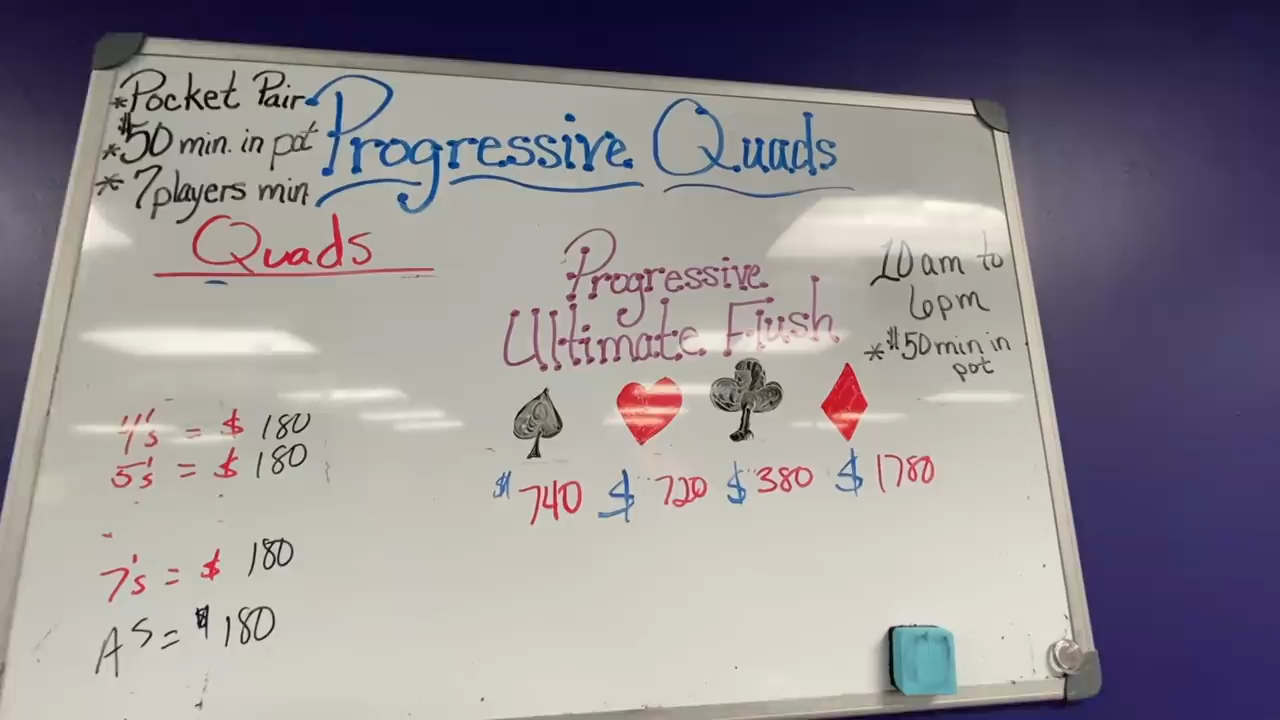 *Pocket Pair
*$50 min. in pot
* 7players min
Progressive Quads
Quads
4's = $ 180
5's = $ 180
7's = $ 180
AS = $ 180
Progressive
Ultimate Flush
$ 740 $ 720 $ 380 $ 1780
10am to
6pm
*$50 min in
pot